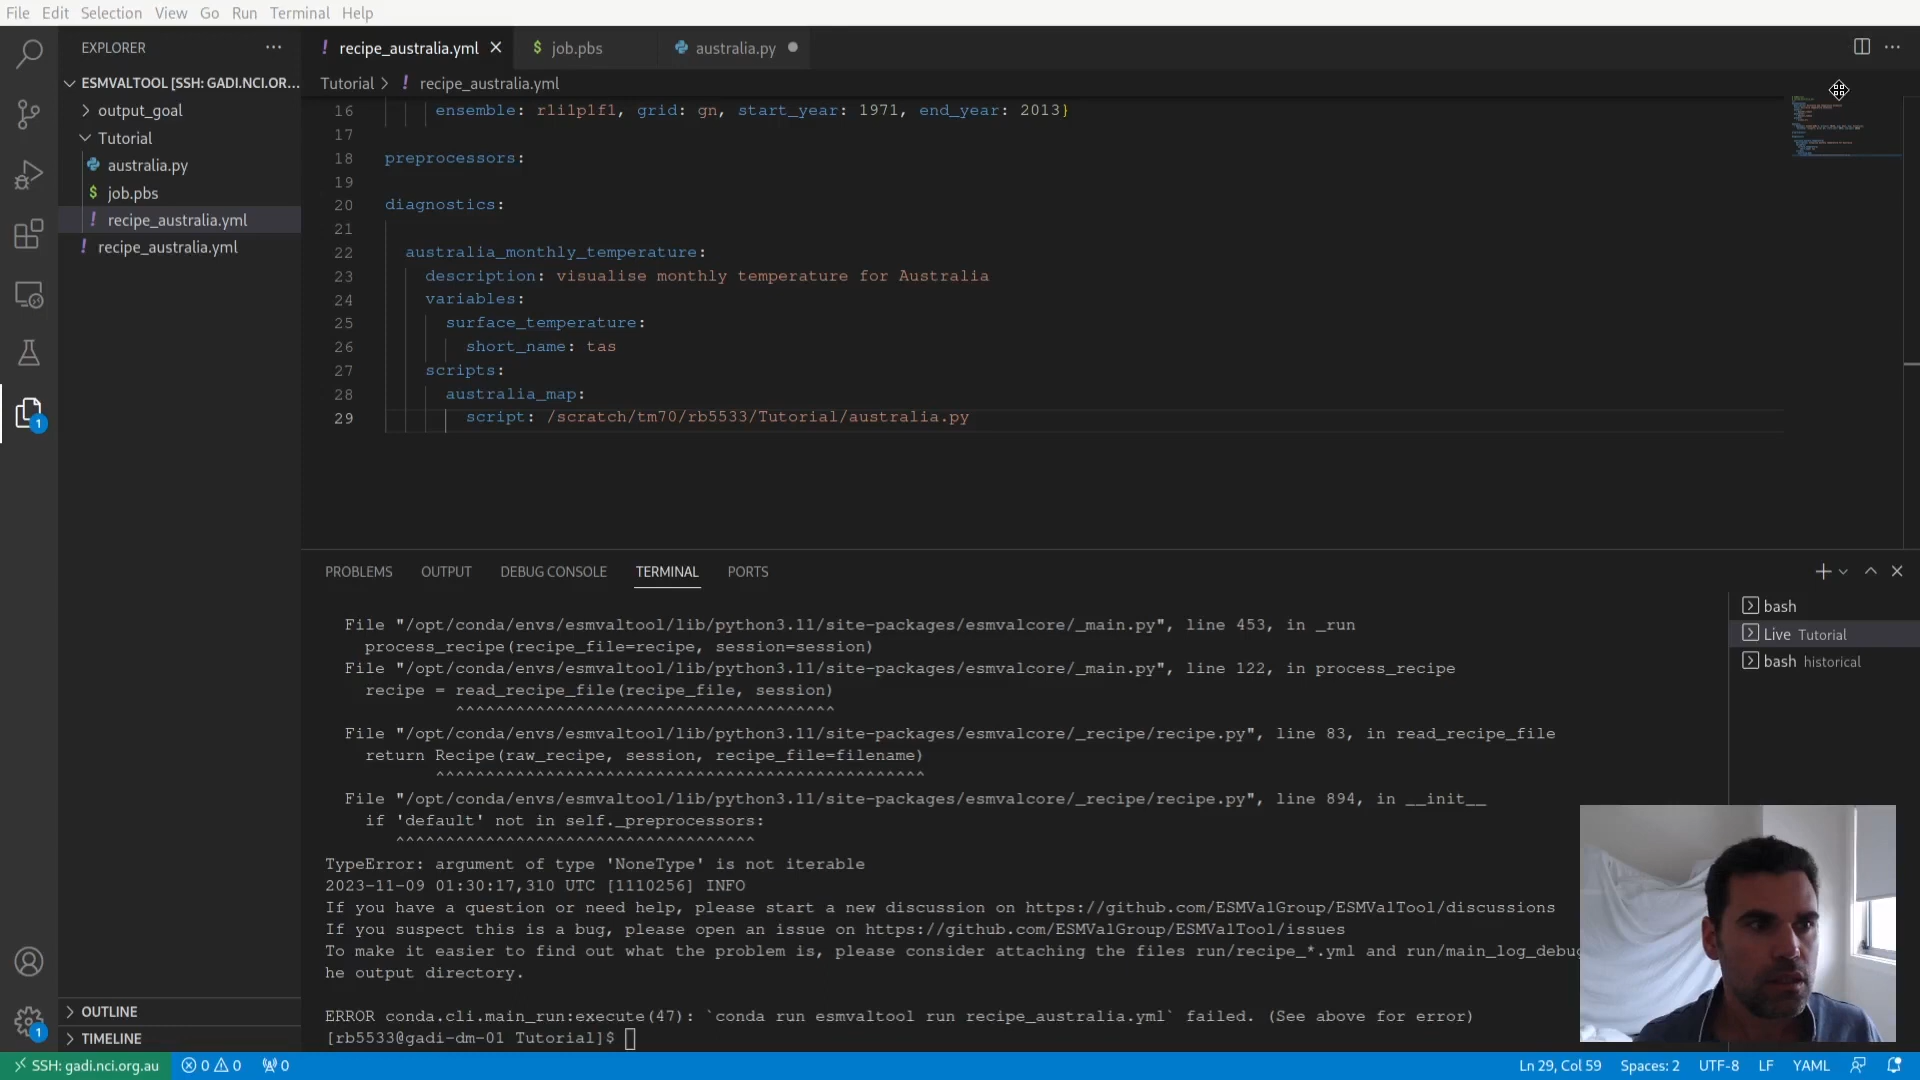 File Edit Selection View Go Run Terminal Help
EXPLORER
ESMVALTOOL [SSH: GADI.NCI.OR...
output_goal
Tutorial
australia.py
job.pbs
recipe_australia.yml
recipe_australia.yml
OUTLINE
TIMELINE
recipe_australia.yml
job.pbs
australia.py
Tutorial > ! recipe_australia.yml
16 ensemble: r1i1p1f1, grid: gn, start_year: 1971, end_year: 2013}
17
18 preprocessors:
19
20 diagnostics:
21
22 australia_monthly_temperature:
23 description: visualise monthly temperature for Australia
24 variables:
25 surface_temperature:
26 short_name: tas
27 scripts:
28 australia_map:
29 script: /scratch/tm70/rb5533/Tutorial/australia.py
PROBLEMS OUTPUT DEBUG CONSOLE TERMINAL PORTS
File "/opt/conda/envs/esmvaltool/lib/python3.11/site-packages/esmvalcore/_main.py", line 453, in _run
process_recipe(recipe_file=recipe, session=session)
File "/opt/conda/envs/esmvaltool/lib/python3.11/site-packages/esmvalcore/_main.py", line 122, in process_recipe
recipe = read_recipe_file(recipe_file, session)
^^^^^^^^^^^^^^^^^^^^^^^^^^^^^^^^^^^^^^
File "/opt/conda/envs/esmvaltool/lib/python3.11/site-packages/esmvalcore/_recipe/recipe.py", line 83, in read_recipe_file
return Recipe(raw_recipe, session, recipe_file=filename)
^^^^^^^^^^^^^^^^^^^^^^^^^^^^^^^^^^^^^^^^^^^^^^^^^
File "/opt/conda/envs/esmvaltool/lib/python3.11/site-packages/esmvalcore/_recipe/recipe.py", line 894, in __init__
if 'default' not in self._preprocessors:
^^^^^^^^^^^^^^^^^^^^^^^^^^^^^^^^^^^^
TypeError: argument of type 'NoneType' is not iterable
2023-11-09 01:30:17,310 UTC [1110256] INFO
If you have a question or need help, please start a new discussion on https://github.com/ESMValGroup/ESMValTool/discussions
If you suspect this is a bug, please open an issue on https://github.com/ESMValGroup/ESMValTool/issues
To make it easier to find out what the problem is, please consider attaching the files run/recipe_*.yml and run/main_log_debug
he output directory.
ERROR conda.cli.main_run:execute(47): `conda run esmvaltool run recipe_australia.yml` failed. (See above for error)
[rb5533@gadi-dm-01 Tutorial]$
bash
Live Tutorial
bash historical
1
1
SSH: gadi.nci.org.au 0 0 0 Ln 29, Col 59 Spaces: 2 UTF-8 LF YAML